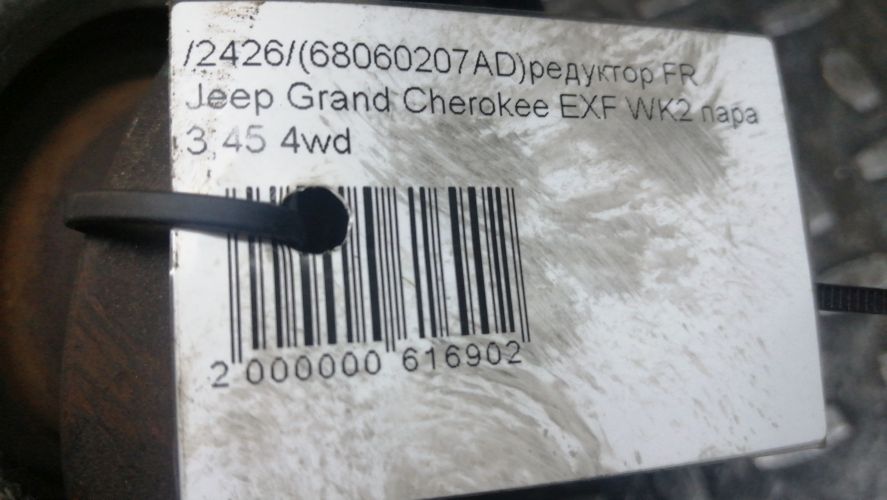 /2426/(68060207AD)редуктор FR
Jeep Grand Cherokee EXF WK2 пара
3,45 4wd
2 000000 616902